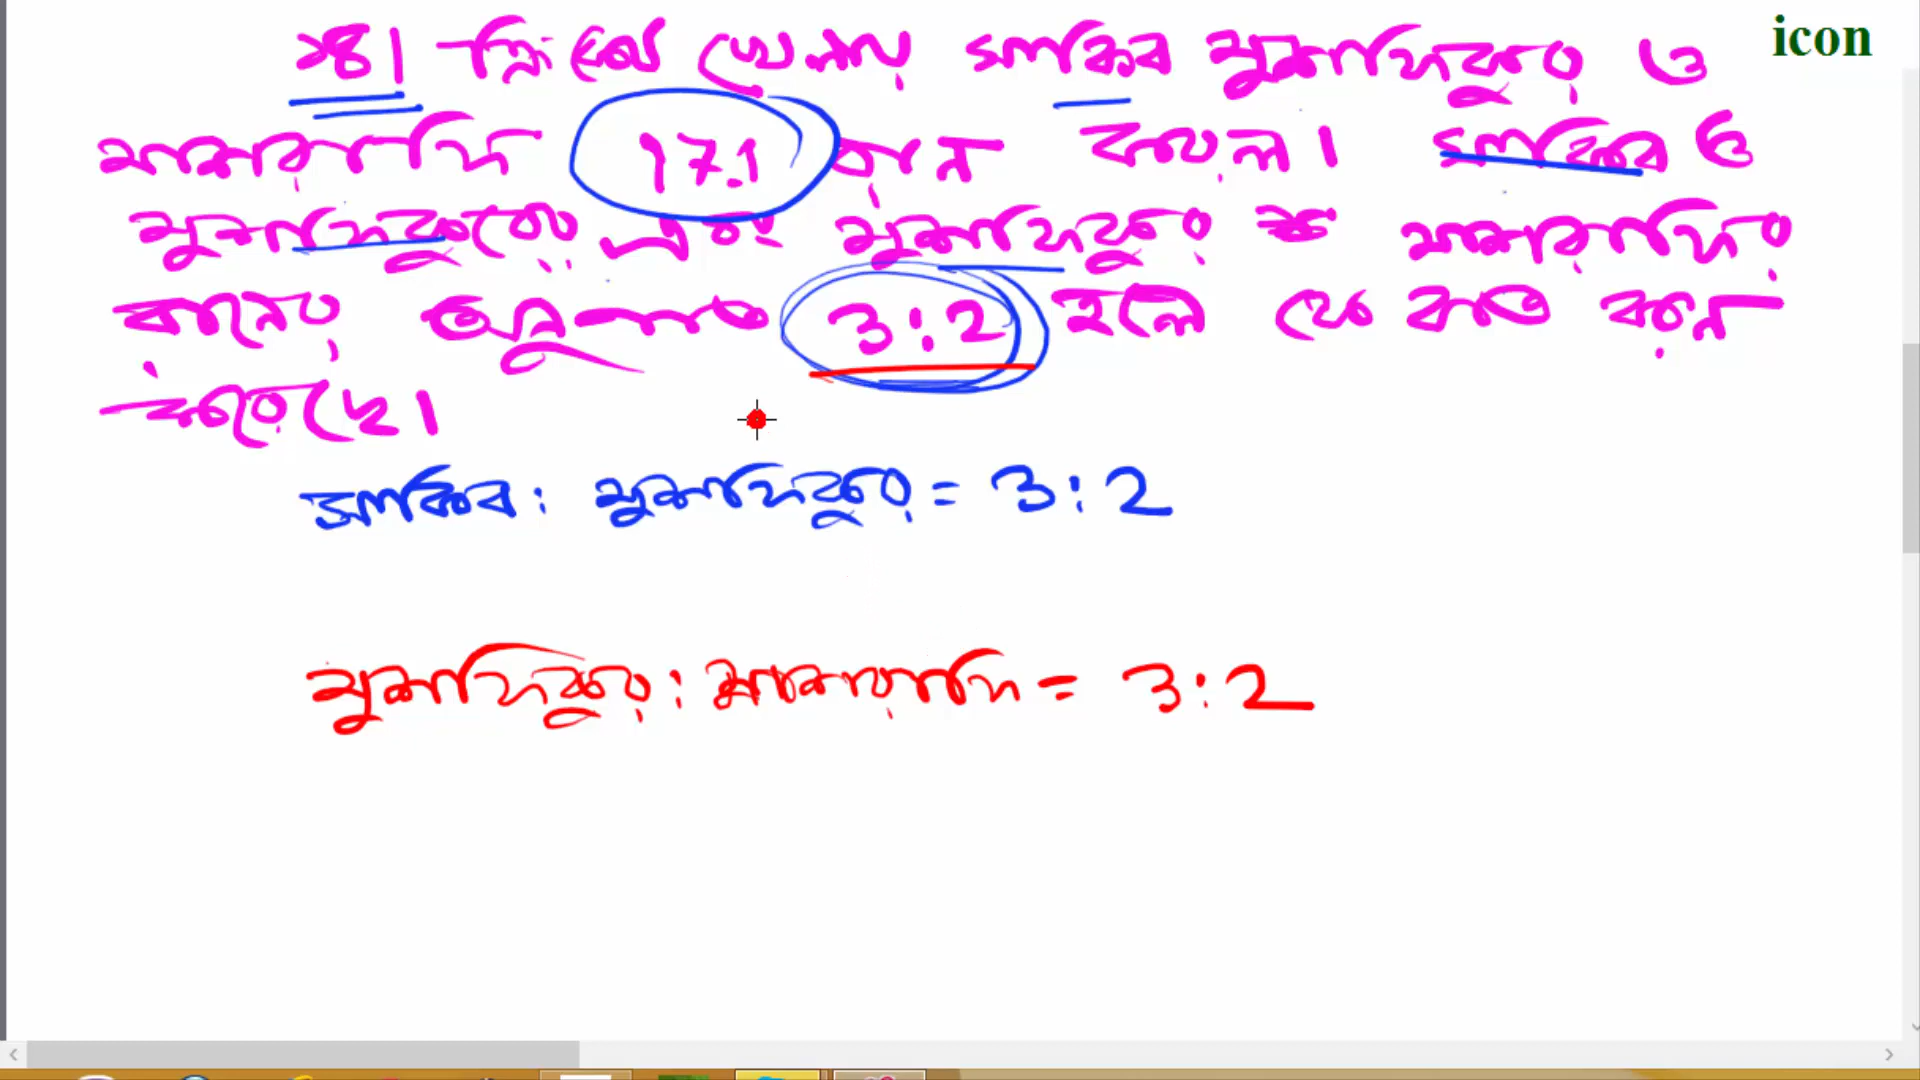 icon
১৪। ক্রিকেট খেলায় সাকিব মুশফিকুর ও
মাশরাফি 171 রান করল। সাকিব ও
মুশফিকুরের এবং মুশফিকুর ও মাশরাফির
রানের অনুপাত 3:2 হলে কে কত রান
করেছে।
সাকিব : মুশফিকুর = 3:2
মুশফিকুর : মাশরাফি = 3:2